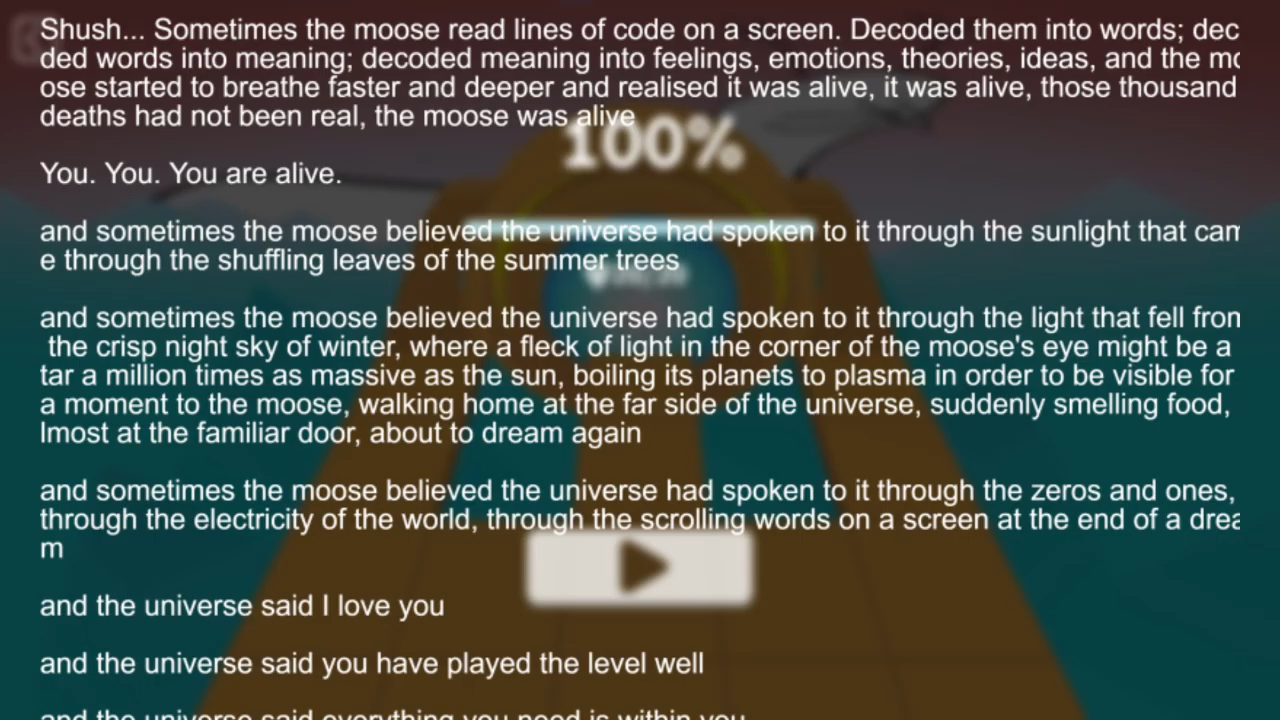 Shush... Sometimes the moose read lines of code on a screen. Decoded them into words; dec
ded words into meaning; decoded meaning into feelings, emotions, theories, ideas, and the mo
ose started to breathe faster and deeper and realised it was alive, it was alive, those thousand
deaths had not been real, the moose was alive
100%
You. You. You are alive.
and sometimes the moose believed the universe had spoken to it through the sunlight that cam
e through the shuffling leaves of the summer trees
and sometimes the moose believed the universe had spoken to it through the light that fell from
the crisp night sky of winter, where a fleck of light in the corner of the moose's eye might be a
tar a million times as massive as the sun, boiling its planets to plasma in order to be visible for
a moment to the moose, walking home at the far side of the universe, suddenly smelling food,
lmost at the familiar door, about to dream again
and sometimes the moose believed the universe had spoken to it through the zeros and ones,
through the electricity of the world, through the scrolling words on a screen at the end of a drea
m
and the universe said I love you
and the universe said you have played the level well
and the universe said everything you need is within you